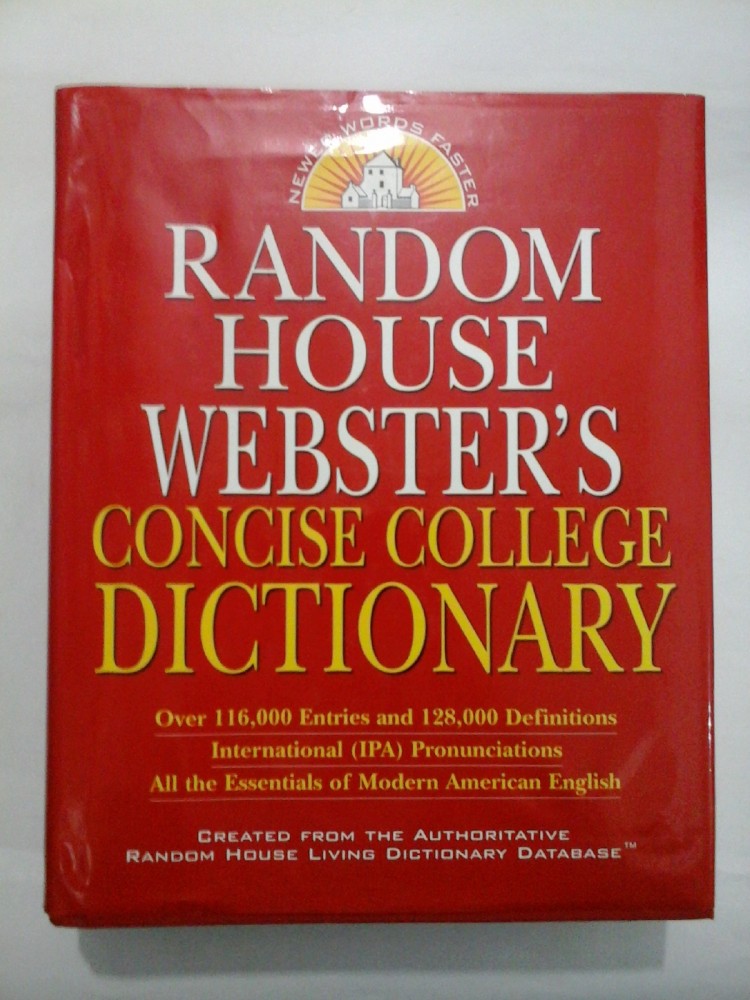 NEWER WORDS FASTER
RANDOM
HOUSE
WEBSTER'S
CONCISE COLLEGE
DICTIONARY
Over 116,000 Entries and 128,000 Definitions
International (IPA) Pronunciations
All the Essentials of Modern American English
CREATED FROM THE AUTHORITATIVE
RANDOM HOUSE LIVING DICTIONARY DATABASE™